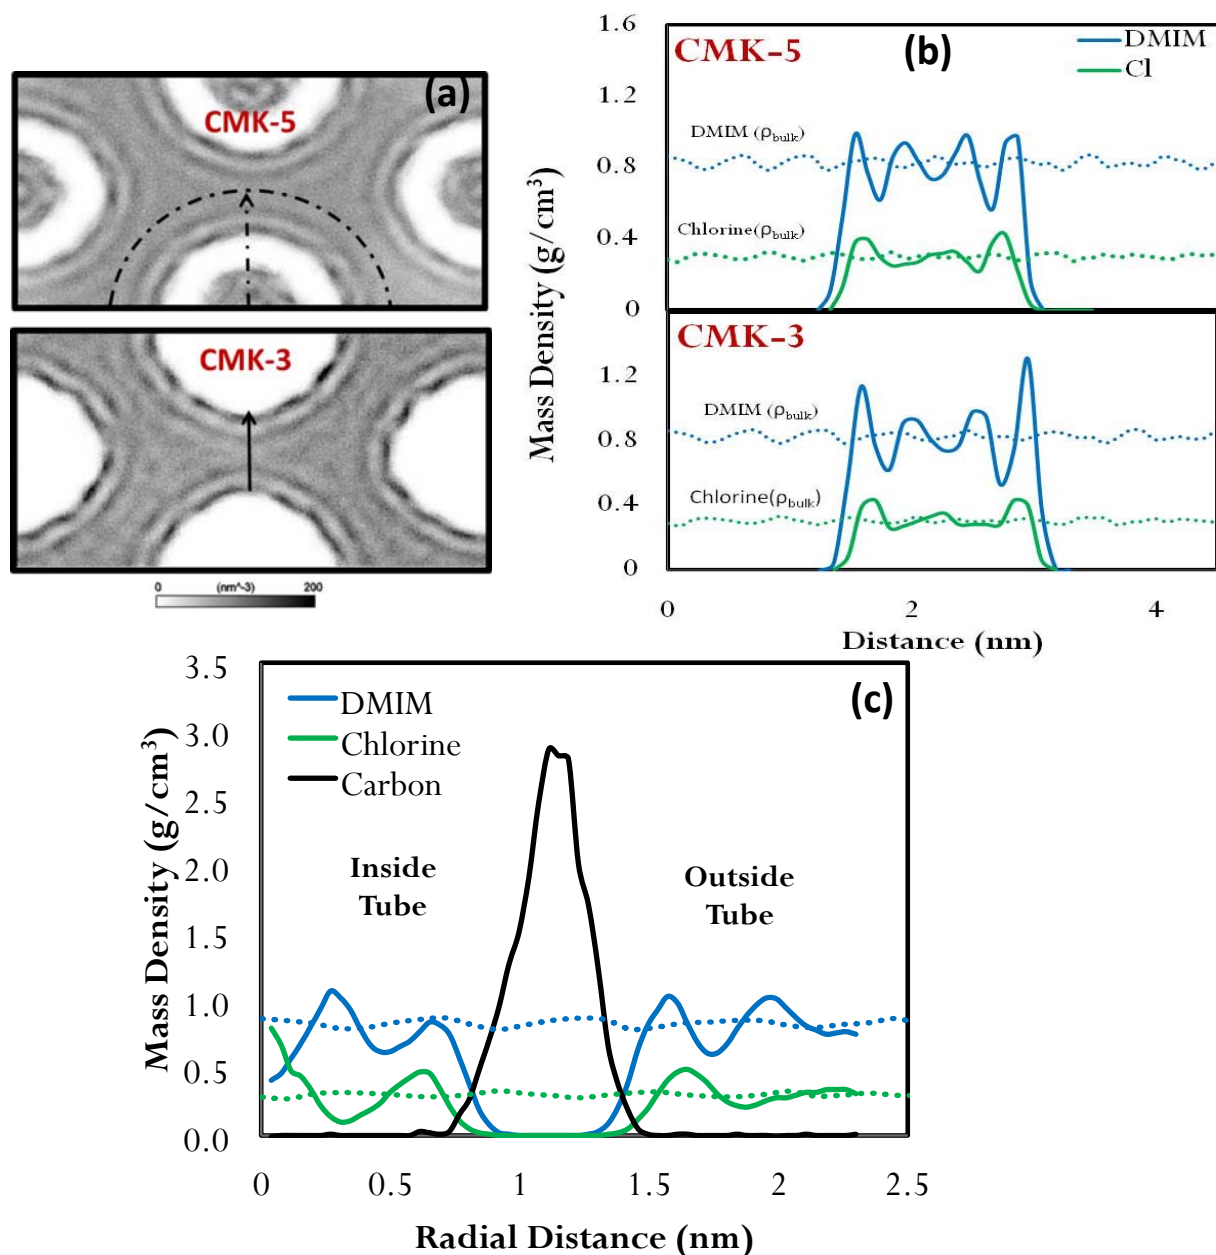 (a)
CMK-5
CMK-3
0 (nm^-3) 200
(b)
CMK-5
DMIM
Cl
DMIM (ρbulk)
Chlorine(ρbulk)
1.6
1.2
0.8
0.4
0
CMK-3
DMIM (ρbulk)
Chlorine(ρbulk)
1.2
0.8
0.4
0
Mass Density (g/cm³)
0 2 4
Distance (nm)
(c)
DMIM
Chlorine
Carbon
Inside
Tube
Outside
Tube
3.5
3.0
2.5
2.0
1.5
1.0
0.5
0.0
Mass Density (g/cm³)
0 0.5 1 1.5 2 2.5
Radial Distance (nm)